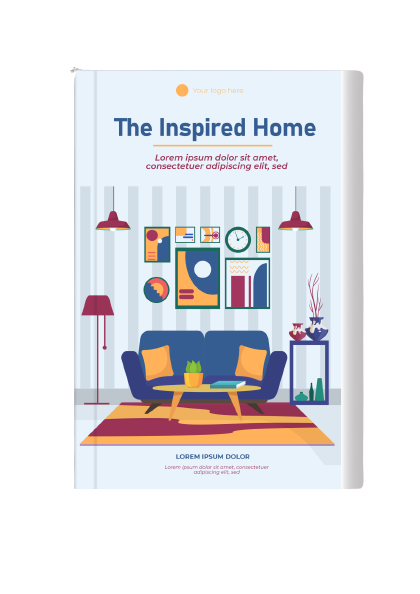 Your logo here
The Inspired Home
Lorem ipsum dolor sit amet,
consectetuer adipiscing elit, sed
LOREM IPSUM DOLOR
Lorem ipsum dolor sit amet, consectetuer
adipiscing elit, sed